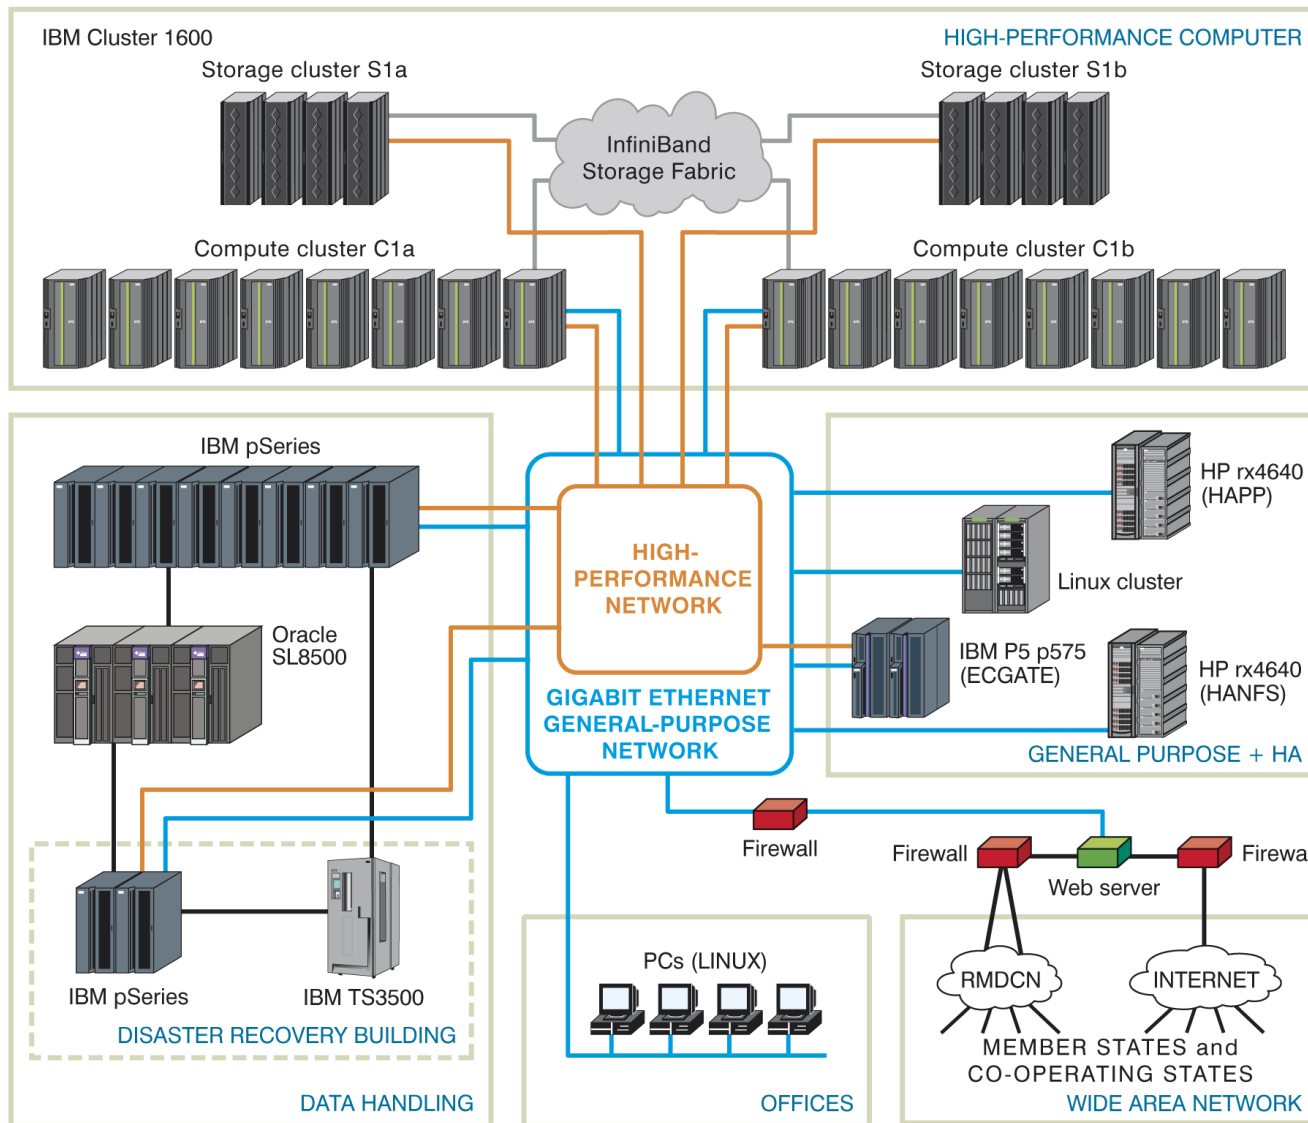 IBM Cluster 1600
HIGH-PERFORMANCE COMPUTER
Storage cluster S1a
Storage cluster S1b
InfiniBand
Storage Fabric
Compute cluster C1a
Compute cluster C1b
IBM pSeries
HP rx4640
(HAPP)
HIGH-
PERFORMANCE
NETWORK
Linux cluster
Oracle
SL8500
IBM P5 p575
(ECGATE)
HP rx4640
(HANFS)
GIGABIT ETHERNET
GENERAL-PURPOSE
NETWORK
GENERAL PURPOSE + HA
Firewall
Firewall
Web server
Firewa
IBM pSeries
IBM TS3500
DISASTER RECOVERY BUILDING
DATA HANDLING
PCs (LINUX)
OFFICES
RMDCN
INTERNET
MEMBER STATES and
CO-OPERATING STATES
WIDE AREA NETWORK